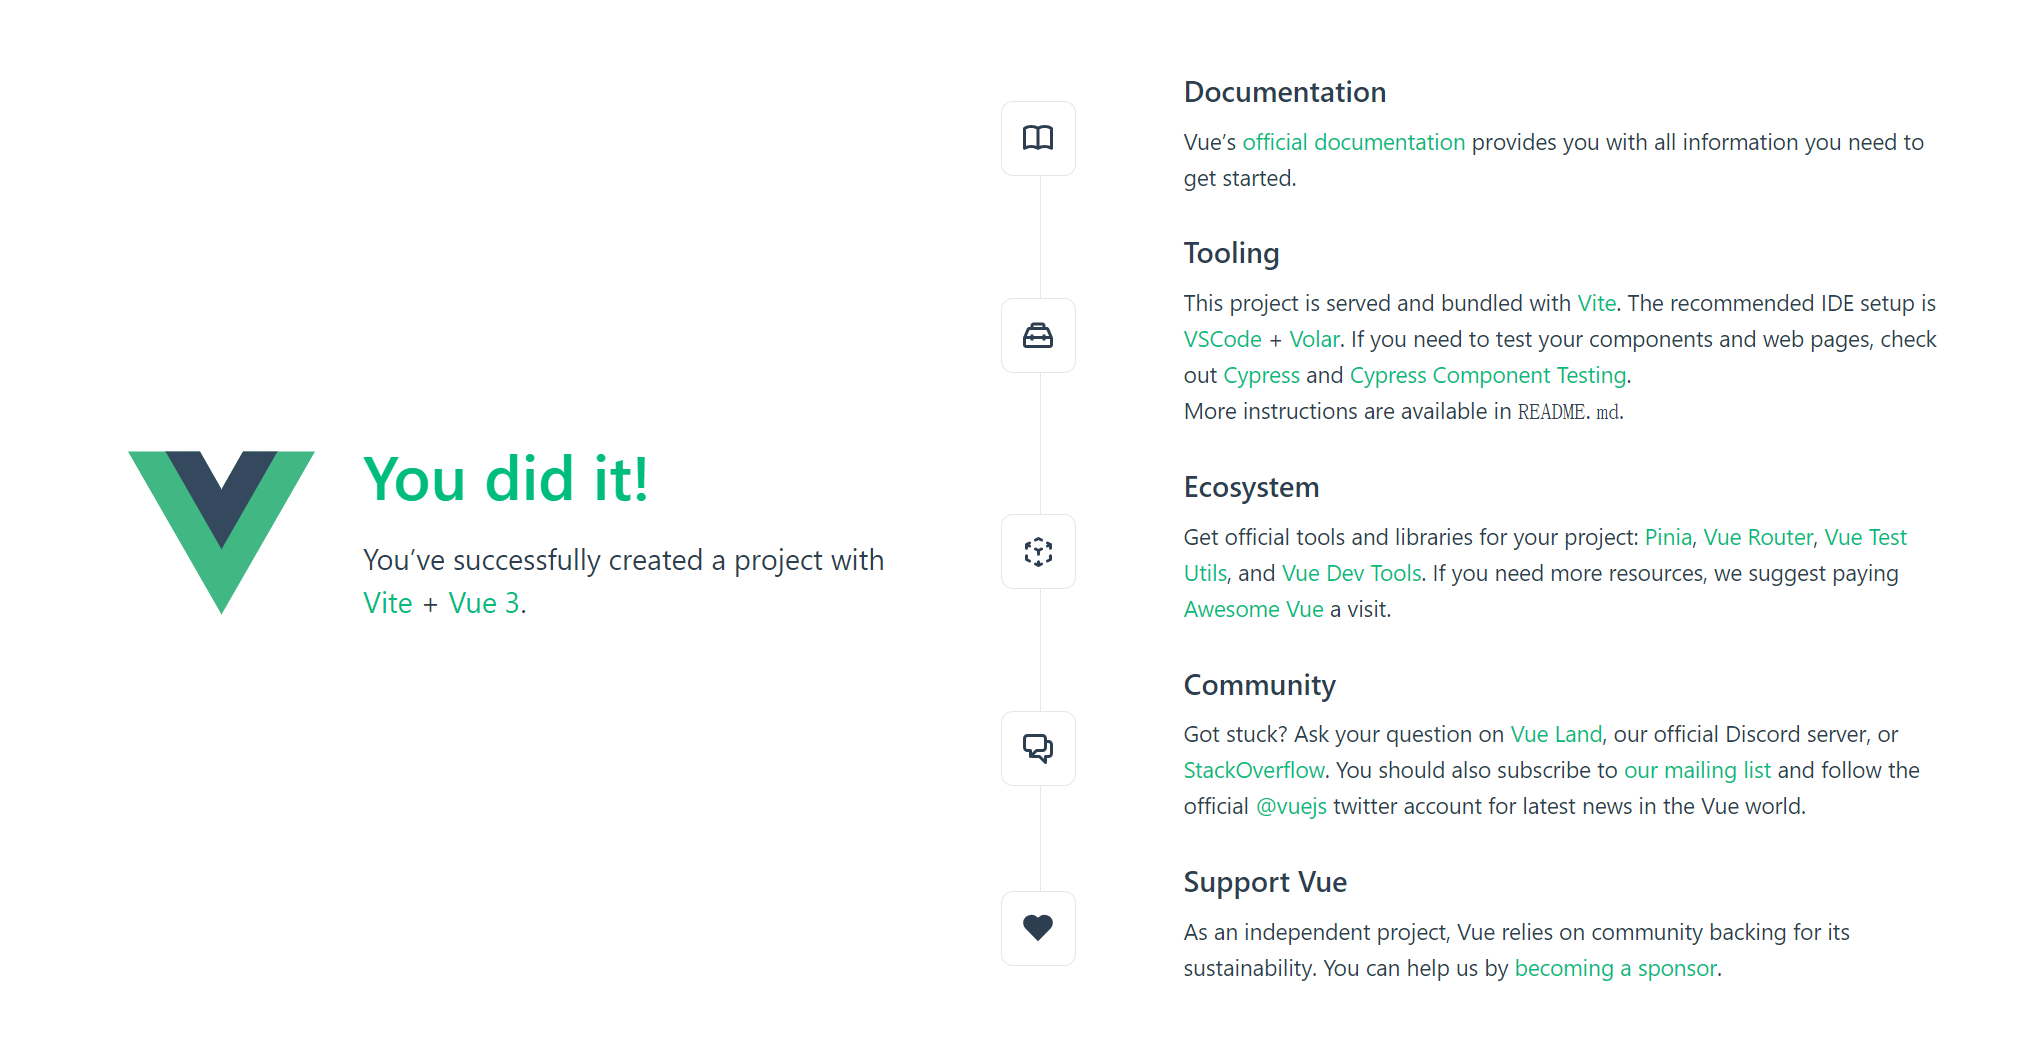 You did it!
You’ve successfully created a project with
Vite + Vue 3.
Documentation
Vue’s official documentation provides you with all information you need to
get started.
Tooling
This project is served and bundled with Vite. The recommended IDE setup is
VSCode + Volar. If you need to test your components and web pages, check
out Cypress and Cypress Component Testing.
More instructions are available in README.md.
Ecosystem
Get official tools and libraries for your project: Pinia, Vue Router, Vue Test
Utils, and Vue Dev Tools. If you need more resources, we suggest paying
Awesome Vue a visit.
Community
Got stuck? Ask your question on Vue Land, our official Discord server, or
StackOverflow. You should also subscribe to our mailing list and follow the
official @vuejs twitter account for latest news in the Vue world.
Support Vue
As an independent project, Vue relies on community backing for its
sustainability. You can help us by becoming a sponsor.